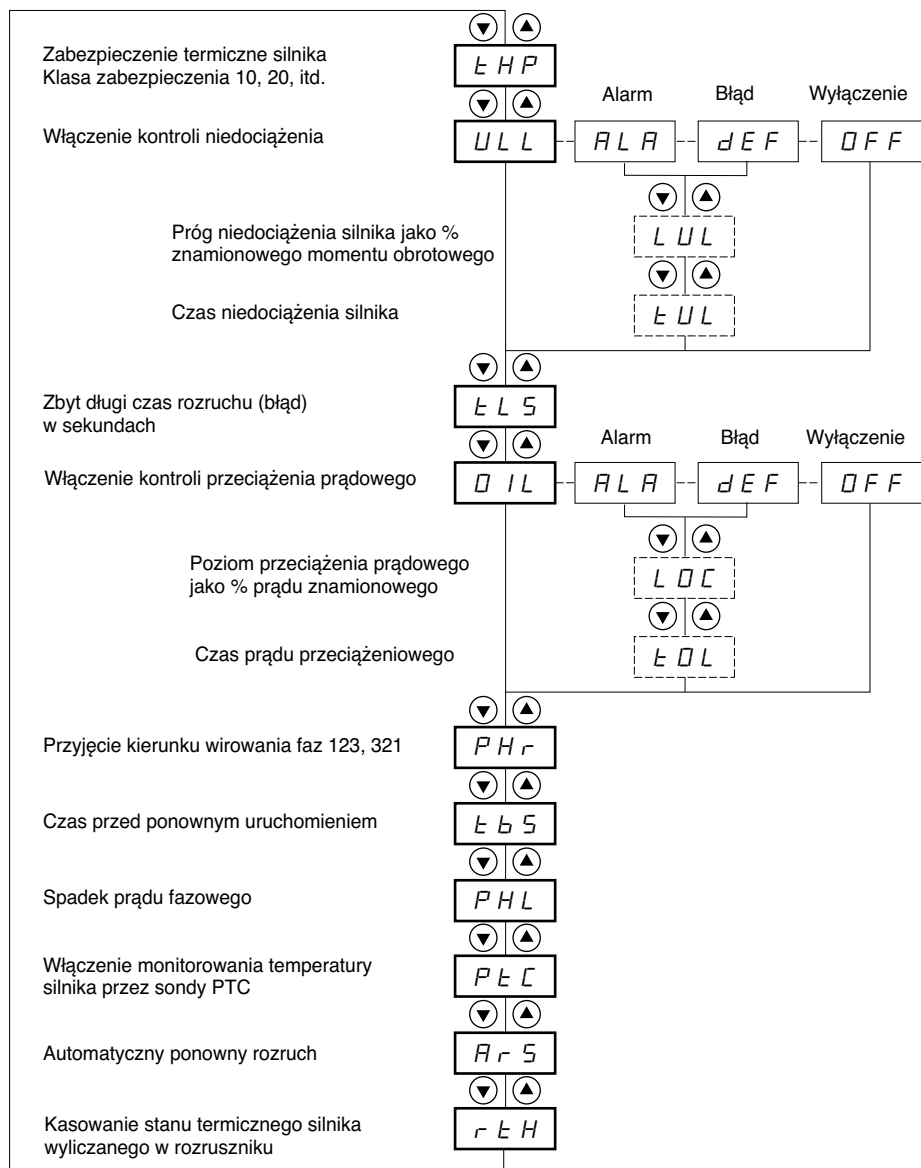 Zabezpieczenie termiczne silnika
Klasa zabezpieczenia 10, 20, itd.
tHP
Alarm Błąd Wyłączenie
Włączenie kontroli niedociążenia
ULL ALA dEF OFF
Próg niedociążenia silnika jako %
znamionowego momentu obrotowego
LUL
Czas niedociążenia silnika
tUL
Zbyt długi czas rozruchu (błąd)
w sekundach
tLS
Alarm Błąd Wyłączenie
Włączenie kontroli przeciążenia prądowego
OIL ALA dEF OFF
Poziom przeciążenia prądowego
jako % prądu znamionowego
LOC
Czas prądu przeciążeniowego
tOL
Przyjęcie kierunku wirowania faz 123, 321
PHr
Czas przed ponownym uruchomieniem
tbS
Spadek prądu fazowego
PHL
Włączenie monitorowania temperatury
silnika przez sondy PTC
PtC
Automatyczny ponowny rozruch
ArS
Kasowanie stanu termicznego silnika
wyliczanego w rozruszniku
rtH